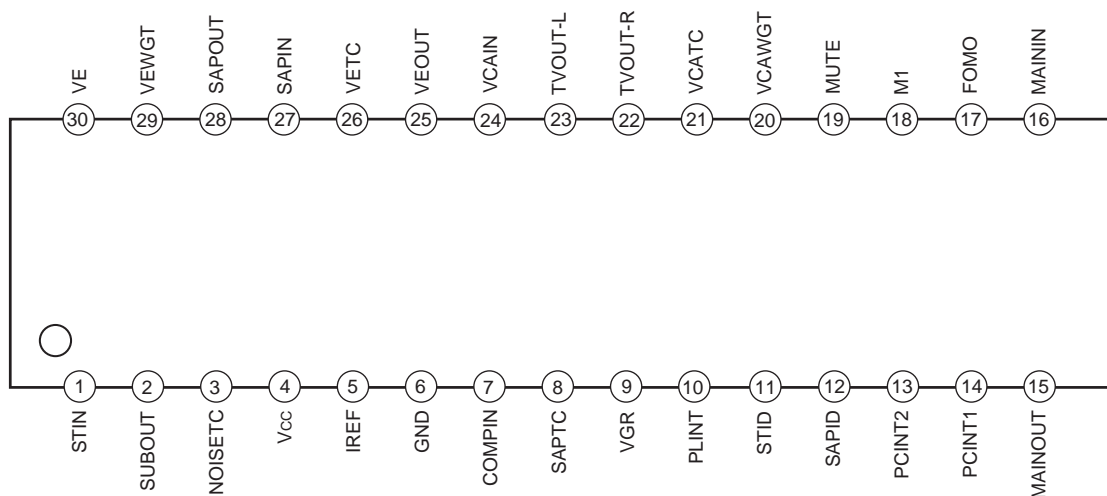 VE
VEWGT
SAPOUT
SAPIN
VETC
VEOUT
VCAIN
TVOUT-L
TVOUT-R
VCATC
VCAWGT
MUTE
M1
FOMO
MAININ
30
29
28
27
26
25
24
23
22
21
20
19
18
17
16
1
2
3
4
5
6
7
8
9
10
11
12
13
14
15
STIN
SUBOUT
NOISETC
Vcc
IREF
GND
COMPIN
SAPTC
VGR
PLINT
STID
SAPID
PCINT2
PCINT1
MAINOUT